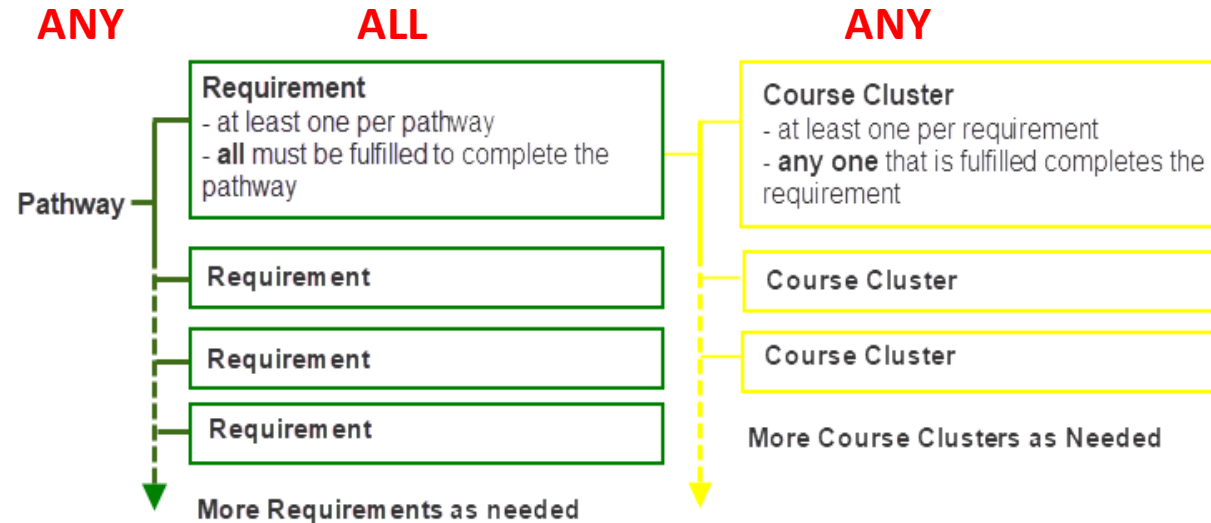 ANY
ALL
ANY
Requirement
- at least one per pathway
- all must be fulfilled to complete the
pathway
Course Cluster
- at least one per requirement
- any one that is fulfilled completes the
requirement
Pathway
Requirement
Course Cluster
Requirement
Course Cluster
Requirement
More Course Clusters as Needed
More Requirements as needed